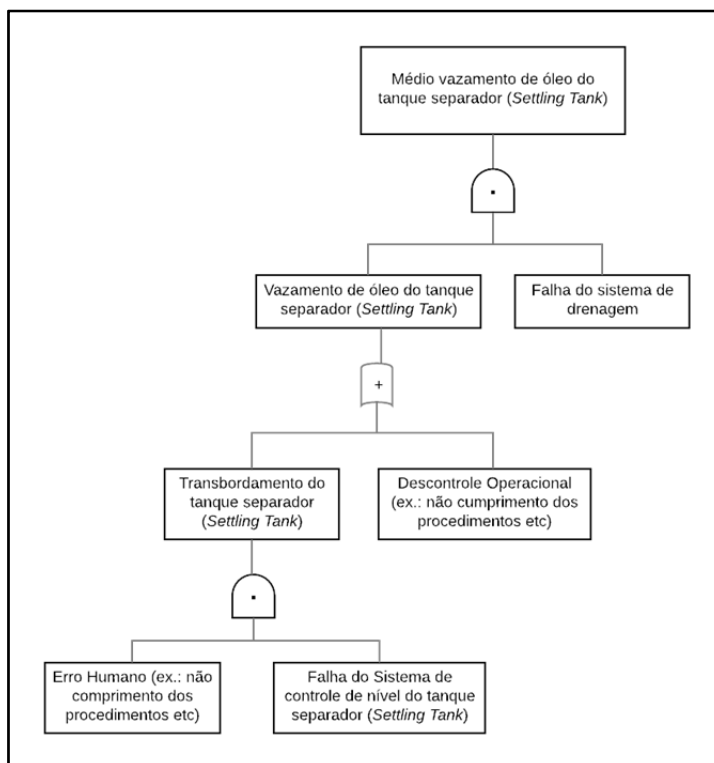 Médio vazamento de óleo do
tanque separador (Settling Tank)
.
Vazamento de óleo do tanque
separador (Settling Tank)
Falha do sistema de
drenagem
+
Transbordamento do
tanque separador
(Settling Tank)
Descontrole Operacional
(ex.: não cumprimento dos
procedimentos etc)
.
Erro Humano (ex.: não
comprimento dos
procedimentos etc)
Falha do Sistema de
controle de nível do tanque
separador (Settling Tank)